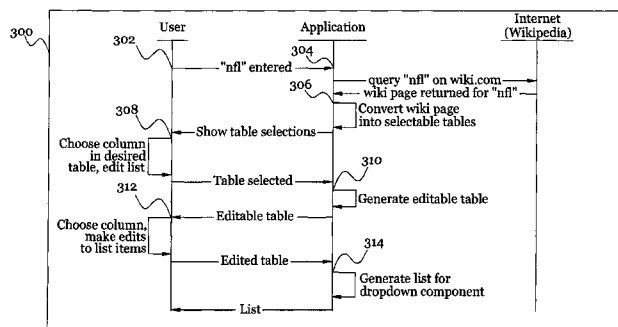 300
User
Application
Internet
(Wikipedia)
302
304
"nfl" entered
query "nfl" on wiki.com
wiki page returned for "nfl"
306
Convert wiki page
into selectable tables
308
Show table selections
Choose column
in desired
table, edit list
310
Table selected
Generate editable table
312
Editable table
Choose column,
make edits
to list items
314
Edited table
Generate list for
dropdown component
List